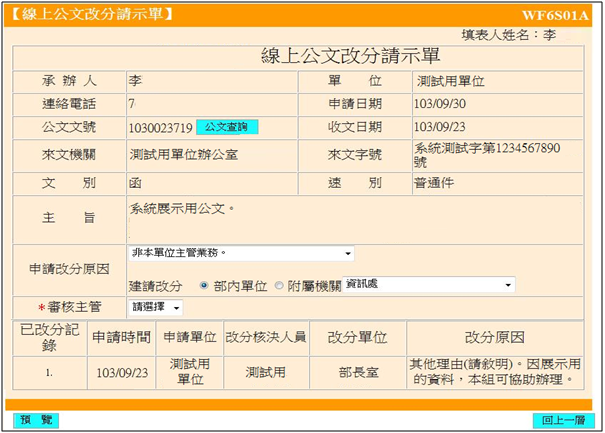 【線上公文改分請示單】 WF6S01A
填表人姓名：李
線上公文改分請示單
承 辦 人 李 單 位 測試用單位
連絡電話 7 申請日期 103/09/30
公文文號 1030023719 公文查詢 收文日期 103/09/23
來文機關 測試用單位辦公室 來文字號 系統測試字第1234567890
號
文 別 函 速 別 普通件
主 旨 系統展示用公文。
申請改分原因 非本單位主管業務。
建請改分 部內單位 附屬機關 資訊處
*審核主管 請選擇
已改分記
錄 申請時間 申請單位 改分核決人員 改分單位 改分原因
1. 103/09/23 測試用
單位 測試用 部長室 其他理由(請敘明)。因展示用
的資料，本組可協助辦理。
預 覽 回上一層